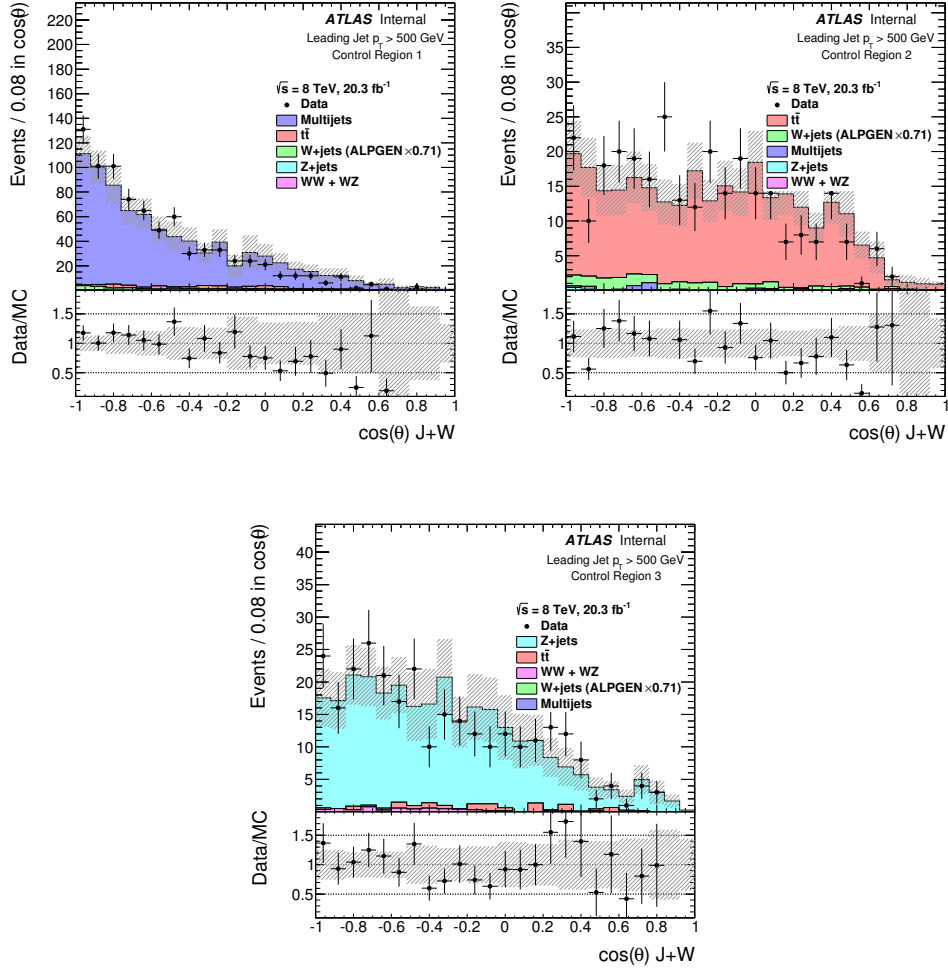 Events / 0.08 in cos(θ)
220
200
180
160
140
120
100
80
60
40
20
ATLAS Internal
Leading Jet p_T > 500 GeV
Control Region 1
√s = 8 TeV, 20.3 fb⁻¹
Data
Multijets
tt̄
W+jets (ALPGEN ×0.71)
Z+jets
WW + WZ
Data/MC
1.5
1
0.5
-1 -0.8 -0.6 -0.4 -0.2 0 0.2 0.4 0.6 0.8 1
cos(θ) J+W
Events / 0.08 in cos(θ)
40
35
30
25
20
15
10
5
ATLAS Internal
Leading Jet p_T > 500 GeV
Control Region 2
√s = 8 TeV, 20.3 fb⁻¹
Data
tt̄
W+jets (ALPGEN ×0.71)
Multijets
Z+jets
WW + WZ
Data/MC
1.5
1
0.5
-1 -0.8 -0.6 -0.4 -0.2 0 0.2 0.4 0.6 0.8 1
cos(θ) J+W
Events / 0.08 in cos(θ)
40
35
30
25
20
15
10
5
ATLAS Internal
Leading Jet p_T > 500 GeV
Control Region 3
√s = 8 TeV, 20.3 fb⁻¹
Data
Z+jets
tt̄
WW + WZ
W+jets (ALPGEN ×0.71)
Multijets
Data/MC
1.5
1
0.5
-1 -0.8 -0.6 -0.4 -0.2 0 0.2 0.4 0.6 0.8 1
cos(θ) J+W